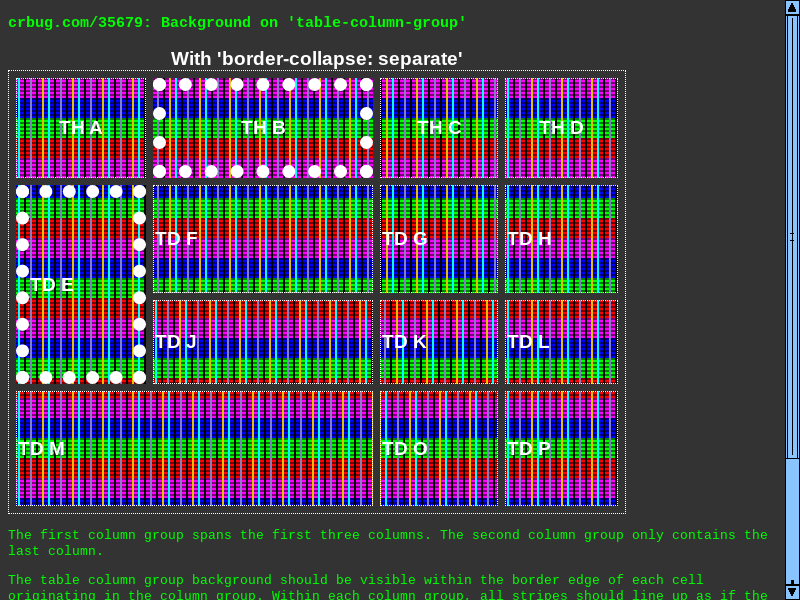 crbug.com/35679: Background on 'table-column-group'
With 'border-collapse: separate'
TH A TH B TH C TH D
TD E TD F TD G TD H
TD J TD K TD L
TD M TD O TD P
The first column group spans the first three columns. The second column group only contains the
last column.
The table column group background should be visible within the border edge of each cell
originating in the column group. Within each column group, all stripes should line up as if the